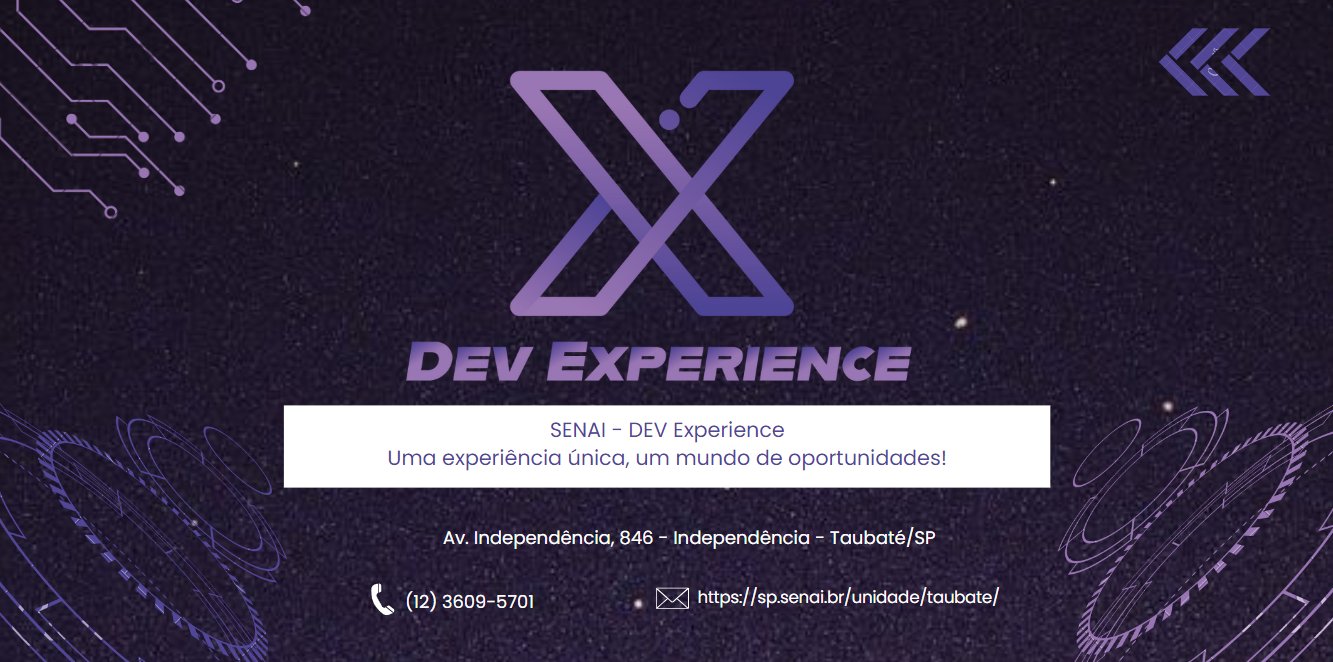 DEV EXPERIENCE
SENAI - DEV Experience
Uma experiência única, um mundo de oportunidades!
Av. Independência, 846 - Independência - Taubaté/SP
(12) 3609-5701
https://sp.senai.br/unidade/taubate/